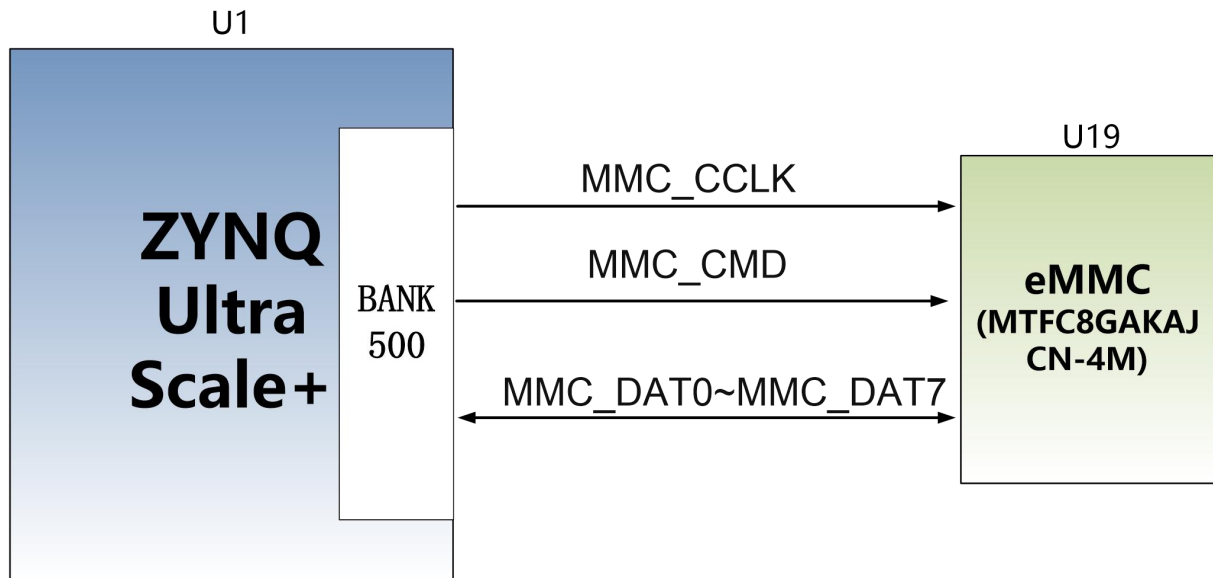 U1
ZYNQ
Ultra
Scale+
BANK
500
MMC_CCLK
MMC_CMD
MMC_DAT0~MMC_DAT7
U19
eMMC
(MTFC8GAKAJ
CN-4M)